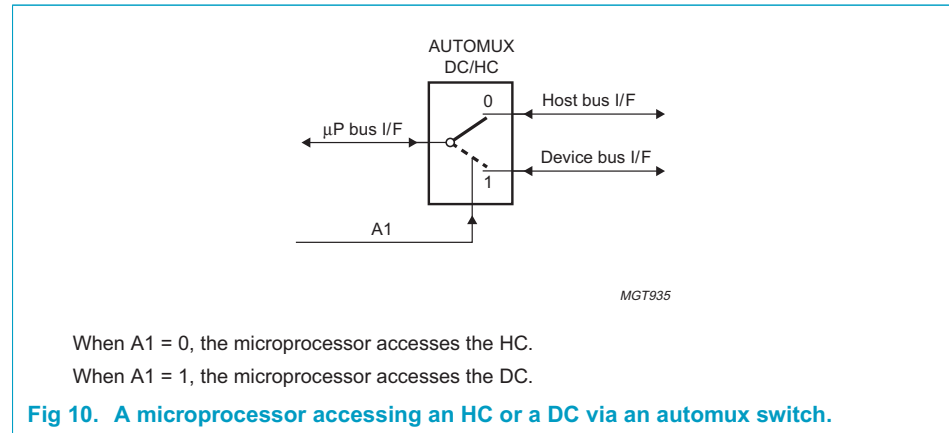 AUTOMUX
DC/HC
0
Host bus I/F
µP bus I/F
Device bus I/F
1
A1
MGT935
When A1 = 0, the microprocessor accesses the HC.
When A1 = 1, the microprocessor accesses the DC.
Fig 10. A microprocessor accessing an HC or a DC via an automux switch.